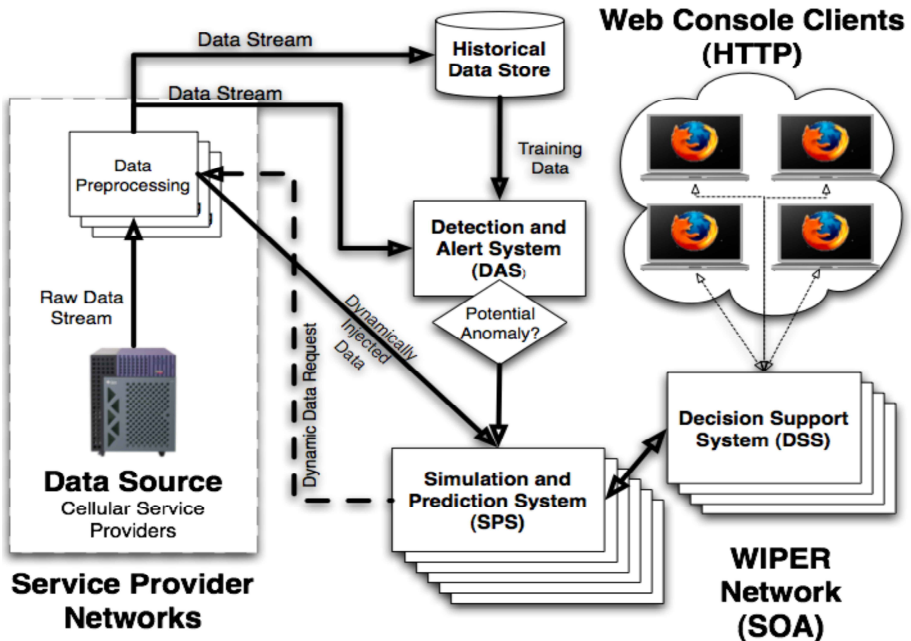 Data Stream
Data Stream
Historical
Data Store
Web Console Clients
(HTTP)
Data
Preprocessing
Training
Data
Detection and
Alert System
(DAS)
Raw Data
Stream
Potential
Anomaly?
Dynamically
Injected
Data
Dynamic Data Request
Data Source
Cellular Service
Providers
Simulation and
Prediction System
(SPS)
Decision Support
System (DSS)
Service Provider
Networks
WIPER
Network
(SOA)